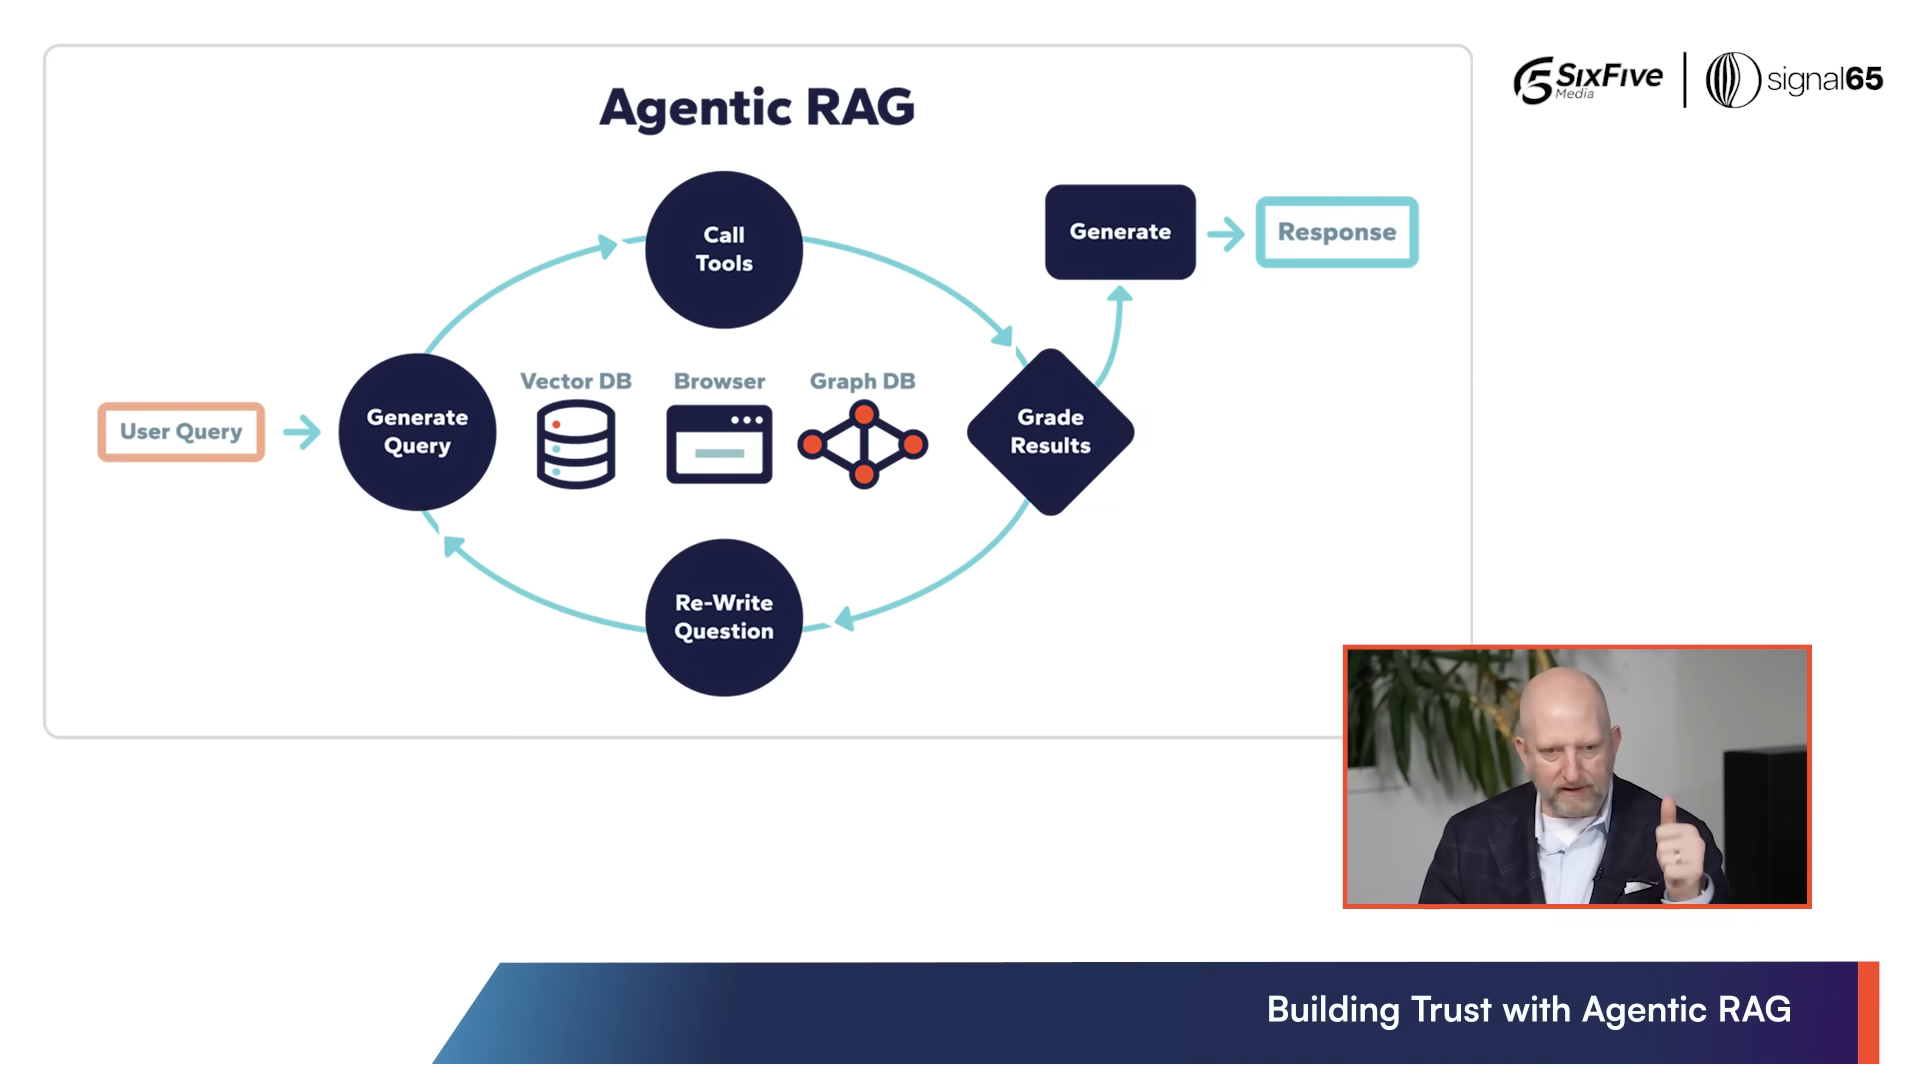 SixFive
Media
signal65
Agentic RAG
Call
Tools
Generate
Response
Vector DB
Browser
Graph DB
User Query
Generate
Query
Grade
Results
Re-Write
Question
Building Trust with Agentic RAG